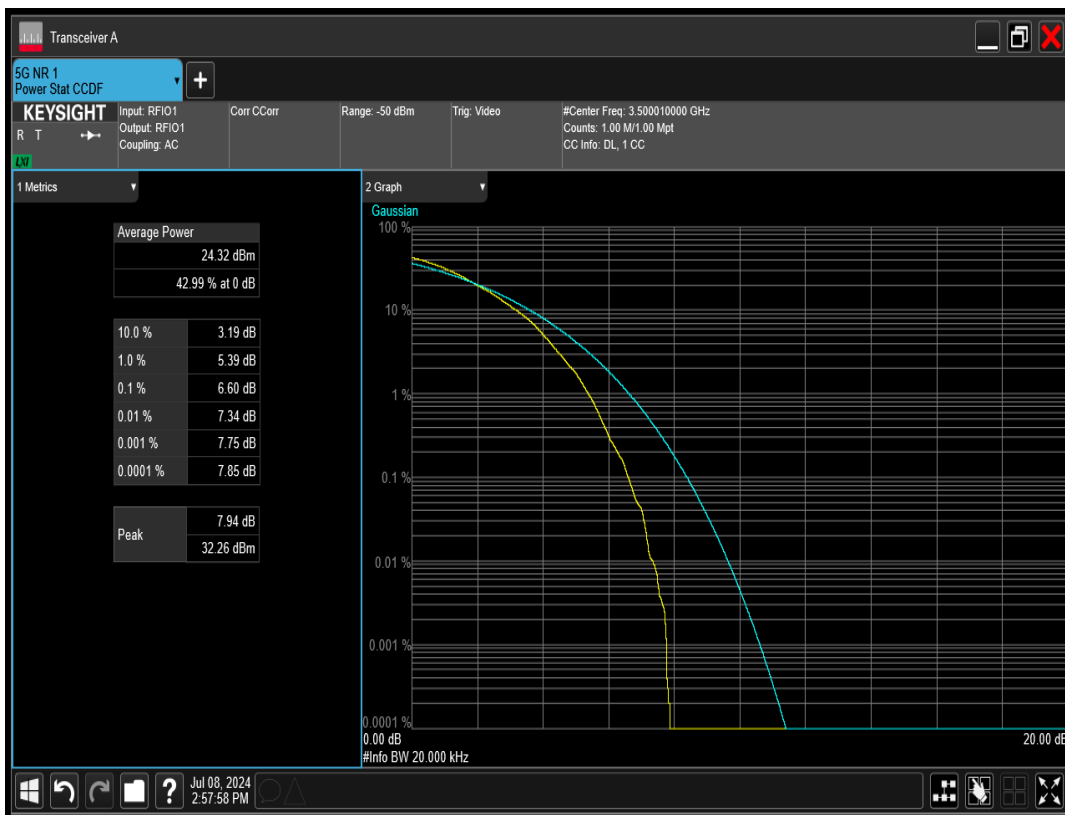 Transceiver A
5G NR 1
Power Stat CCDF
+
KEYSIGHT
R T
LXI
Input: RFIO1
Output: RFIO1
Coupling: AC
Corr CCorr
Range: -50 dBm
Trig: Video
#Center Freq: 3.500010000 GHz
Counts: 1.00 M/1.00 Mpt
CC Info: DL, 1 CC
1 Metrics
Average Power
24.32 dBm
42.99 % at 0 dB
10.0 % 3.19 dB
1.0 % 5.39 dB
0.1 % 6.60 dB
0.01 % 7.34 dB
0.001 % 7.75 dB
0.0001 % 7.85 dB
Peak
7.94 dB
32.26 dBm
2 Graph
Gaussian
100 %
10 %
1 %
0.1 %
0.01 %
0.001 %
0.0001 %
0.00 dB 20.00 dB
#Info BW 20.000 kHz
?
Jul 08, 2024
2:57:58 PM